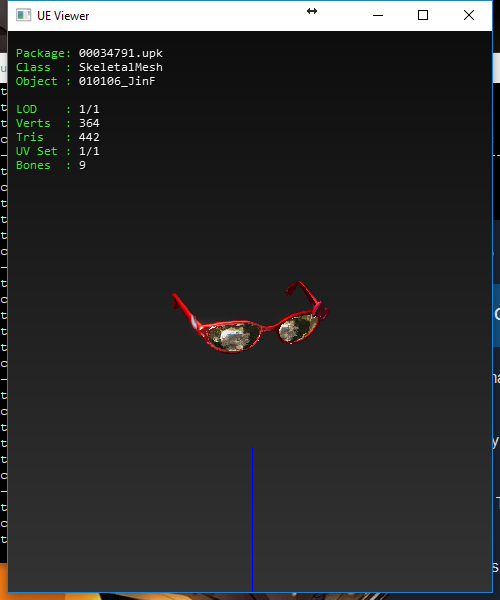 UE Viewer
Package: 00034791.upk
Class : SkeletalMesh
Object : 010106_JinF
LOD : 1/1
Verts : 364
Tris : 442
UV Set : 1/1
Bones : 9